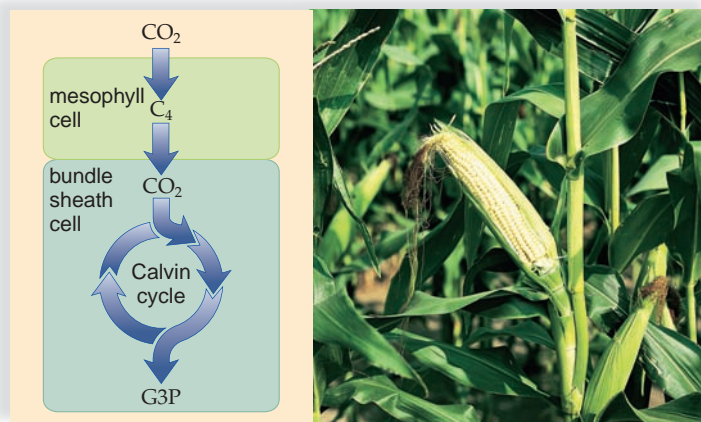 CO₂
mesophyll
cell
C₄
bundle
sheath
cell
CO₂
Calvin
cycle
G3P